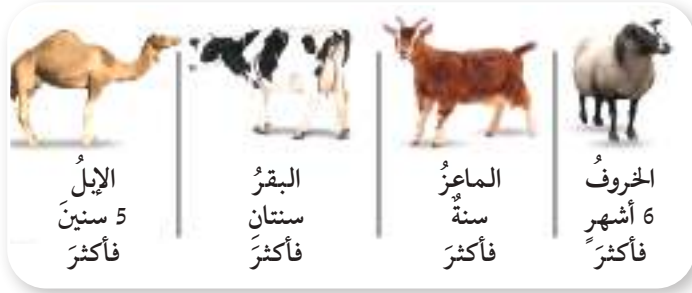 الخروفُ
6 أشهرٍ
فأكثرَ
الماعزُ
سنةٌ
فأكثرَ
البقرُ
سنتانِ
فأكثرَ
الإبلُ
5 سنينَ
فأكثرَ